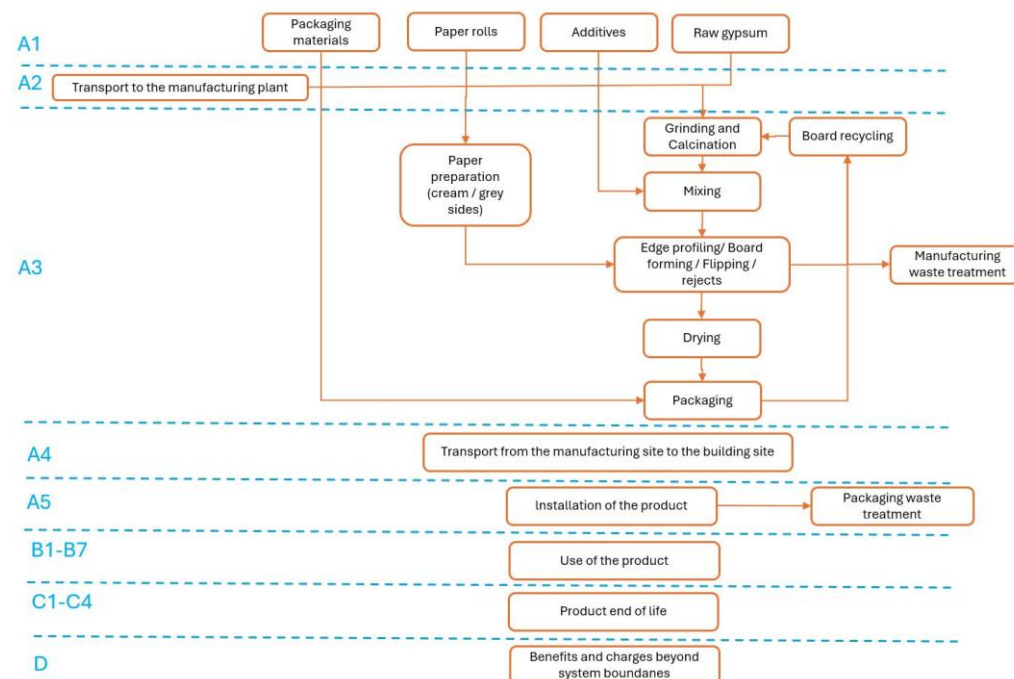 A1
Packaging
materials
Paper rolls
Additives
Raw gypsum
A2
Transport to the manufacturing plant
A3
Grinding and
Calcination
Board recycling
Paper
preparation
(cream / grey
sides)
Mixing
Edge profiling/ Board
forming / Flipping /
rejects
Manufacturing
waste treatment
Drying
Packaging
A4
Transport from the manufacturing site to the building site
A5
Installation of the product
Packaging waste
treatment
B1-B7
Use of the product
C1-C4
Product end of life
D
Benefits and charges beyond
system boundanes